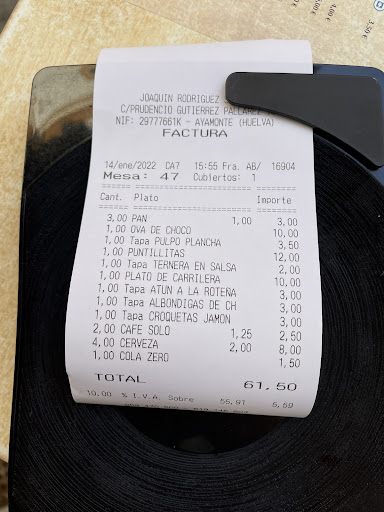 JOAQUIN RODRIGUEZ
C/PRUDENCIO GUTIERREZ PALLARES
NIF: 29777661K - AYAMONTE (HUELVA)
FACTURA
14/ene/2022 CA7 15:55 Fra. AB/ 16904
Mesa: 47 Cubiertos: 1
Cant. Plato Importe
3,00 PAN 1,00 3,00
1,00 OVA DE CHOCO 10,00
1,00 Tapa PULPO PLANCHA 3,50
1,00 PUNTILLITAS 12,00
1,00 Tapa TERNERA EN SALSA 2,00
1,00 PLATO DE CARRILERA 10,00
1,00 Tapa ATUN A LA ROTEÑA 3,00
1,00 Tapa ALBONDIGAS DE CH 3,00
1,00 Tapa CROQUETAS JAMON 3,00
2,00 CAFE SOLO 1,25 2,50
4,00 CERVEZA 2,00 8,00
1,00 COLA ZERO 1,50
TOTAL 61,50
10,00 % I.V.A. Sobre 55,91 5,59
3,50 €